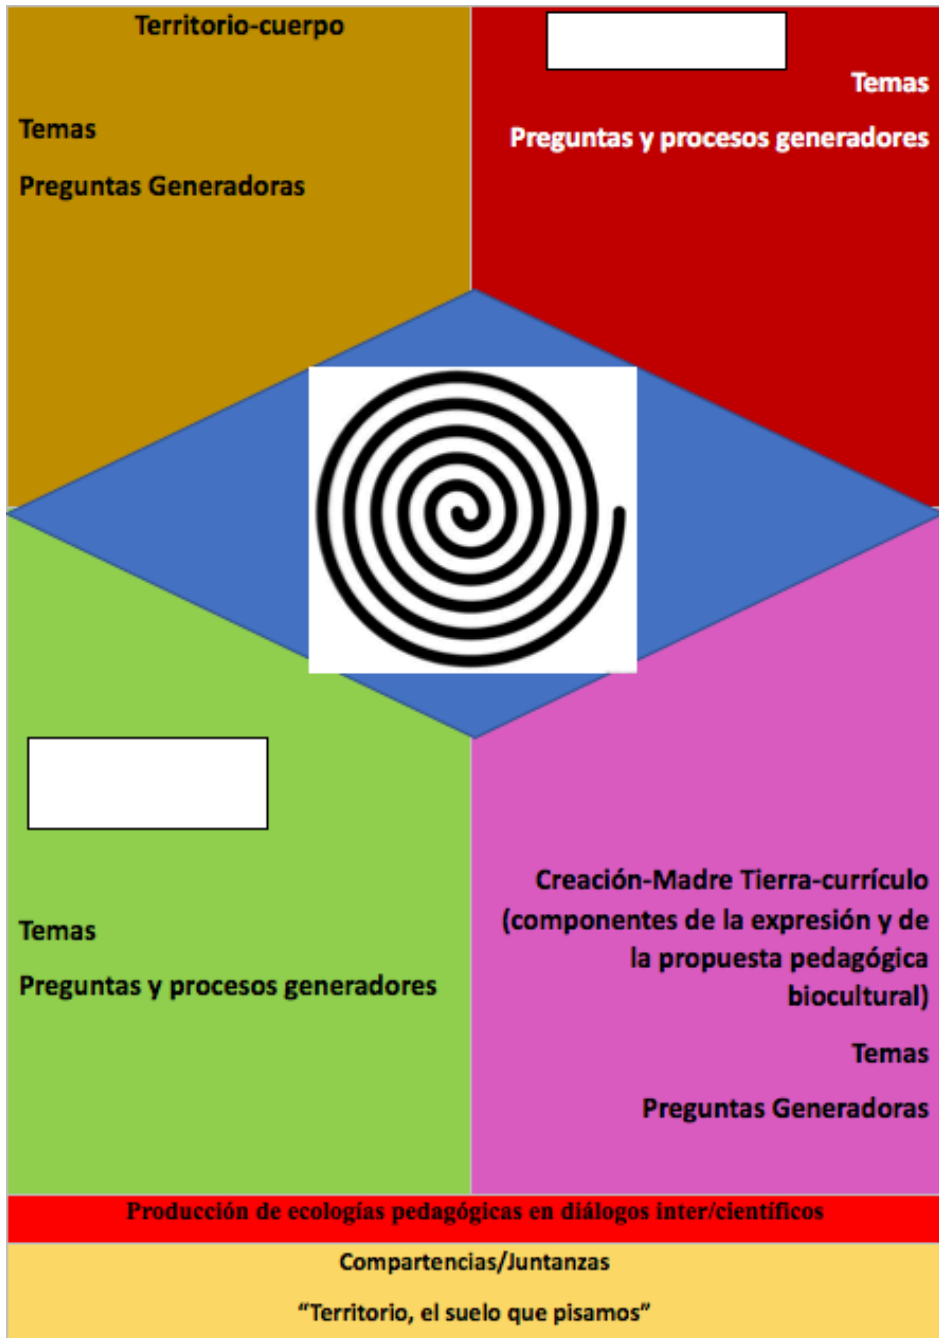 Territorio-cuerpo
Temas
Preguntas Generadoras
Temas
Preguntas y procesos generadores
Temas
Preguntas y procesos generadores
Creación-Madre Tierra-currículo
(componentes de la expresión y de
la propuesta pedagógica
biocultural)
Temas
Preguntas Generadoras
Producción de ecologías pedagógicas en diálogos inter/científicos
Compartencias/Juntanzas
“Territorio, el suelo que pisamos”